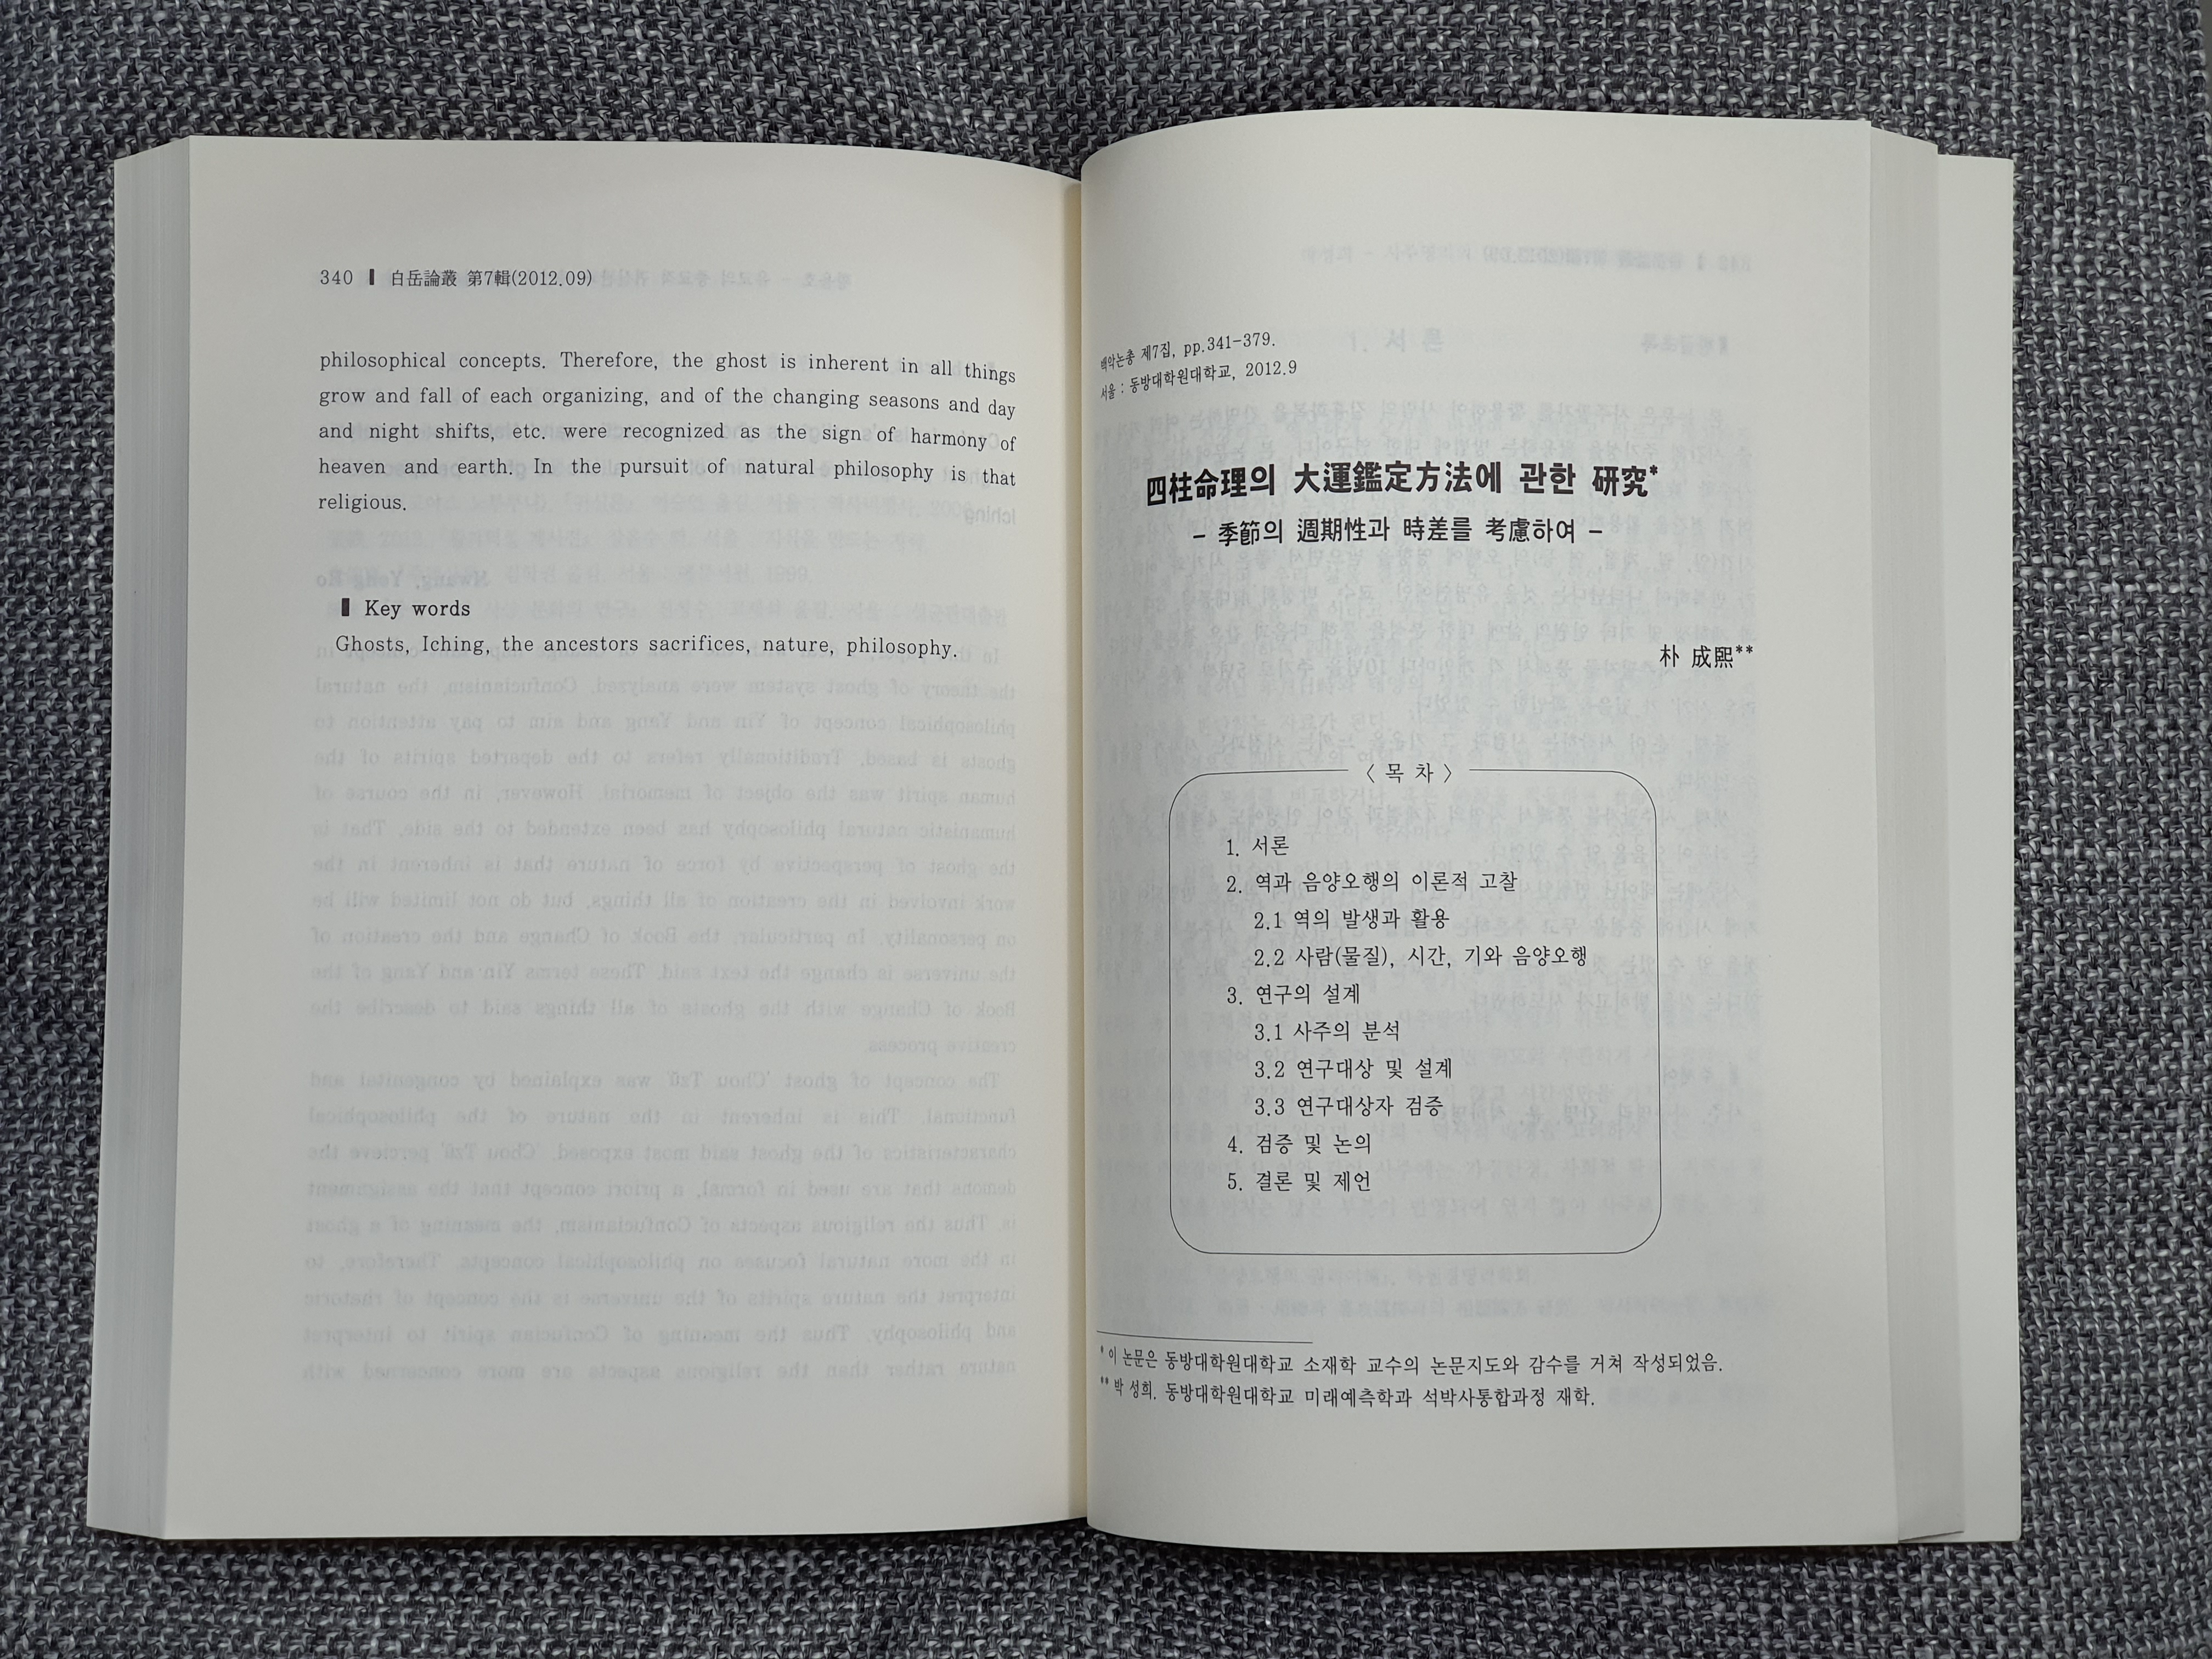 340 ▌ 白岳論叢 第7輯(2012.09)
philosophical concepts. Therefore, the ghost is inherent in all things
grow and fall of each organizing, and of the changing seasons and day
and night shifts, etc. were recognized as the sign of harmony of
heaven and earth. In the pursuit of natural philosophy is that
religious.
▌ Key words
Ghosts, Iching, the ancestors sacrifices, nature, philosophy.
백악논총 제7집, pp.341-379.
서울 : 동방대학원대학교, 2012.9
四柱命理의 大運鑑定方法에 관한 研究*
- 季節의 週期性과 時差를 考慮하여 -
朴 成熙**
〈 목 차 〉
1. 서론
2. 역과 음양오행의 이론적 고찰
2.1 역의 발생과 활용
2.2 사람(물질), 시간, 기와 음양오행
3. 연구의 설계
3.1 사주의 분석
3.2 연구대상 및 설계
3.3 연구대상자 검증
4. 검증 및 논의
5. 결론 및 제언
* 이 논문은 동방대학원대학교 소재학 교수의 논문지도와 감수를 거쳐 작성되었음.
** 박 성희. 동방대학원대학교 미래예측학과 석박사통합과정 재학.